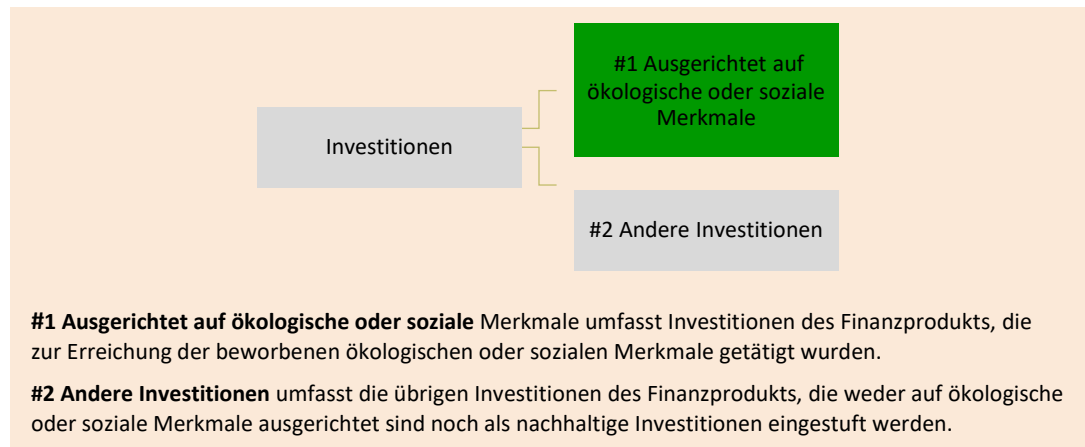 #1 Ausgerichtet auf
ökologische oder soziale
Merkmale
Investitionen
#2 Andere Investitionen
#1 Ausgerichtet auf ökologische oder soziale Merkmale umfasst Investitionen des Finanzprodukts, die
zur Erreichung der beworbenen ökologischen oder sozialen Merkmale getätigt wurden.
#2 Andere Investitionen umfasst die übrigen Investitionen des Finanzprodukts, die weder auf ökologische
oder soziale Merkmale ausgerichtet sind noch als nachhaltige Investitionen eingestuft werden.